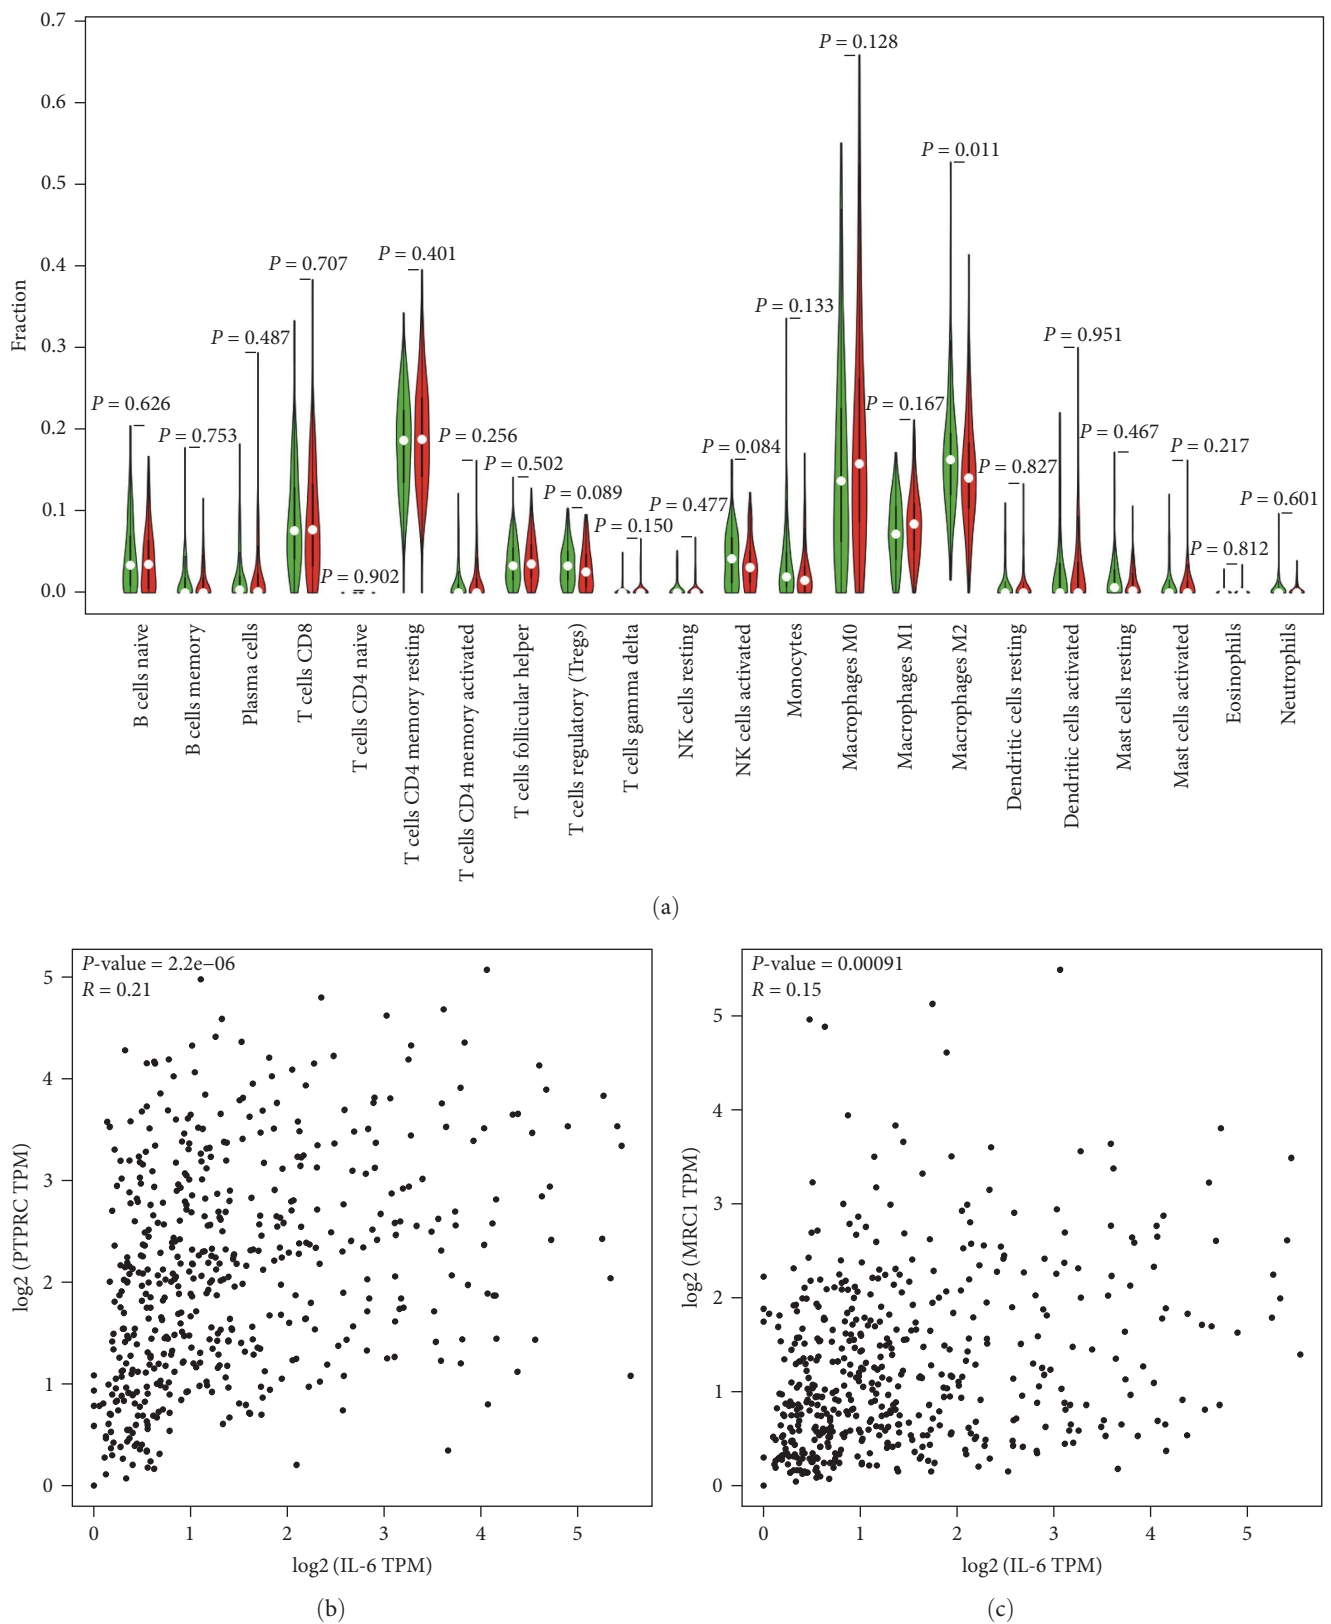 0.7
0.6
0.5
0.4
0.3
0.2
0.1
0.0
Fraction
P = 0.626
P = 0.753
P = 0.487
P = 0.707
P = 0.902
P = 0.401
P = 0.256
P = 0.502
P = 0.089
P = 0.150
P = 0.477
P = 0.084
P = 0.133
P = 0.128
P = 0.167
P = 0.011
P = 0.827
P = 0.951
P = 0.467
P = 0.217
P = 0.812
P = 0.601
B cells naive
B cells memory
Plasma cells
T cells CD8
T cells CD4 naive
T cells CD4 memory resting
T cells CD4 memory activated
T cells follicular helper
T cells regulatory (Tregs)
T cells gamma delta
NK cells resting
NK cells activated
Monocytes
Macrophages M0
Macrophages M1
Macrophages M2
Dendritic cells resting
Dendritic cells activated
Mast cells resting
Mast cells activated
Eosinophils
Neutrophils
(a)
P-value = 2.2e−06
R = 0.21
5
4
3
2
1
0
log2 (PTPRC TPM)
0 1 2 3 4 5
log2 (IL-6 TPM)
(b)
P-value = 0.00091
R = 0.15
5
4
3
2
1
0
log2 (MRC1 TPM)
0 1 2 3 4 5
log2 (IL-6 TPM)
(c)